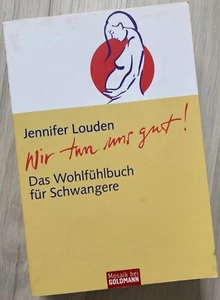 Jennifer Louden
Wir tun uns gut!
Das Wohlfühlbuch
für Schwangere
Mosaik bei
GOLDMANN